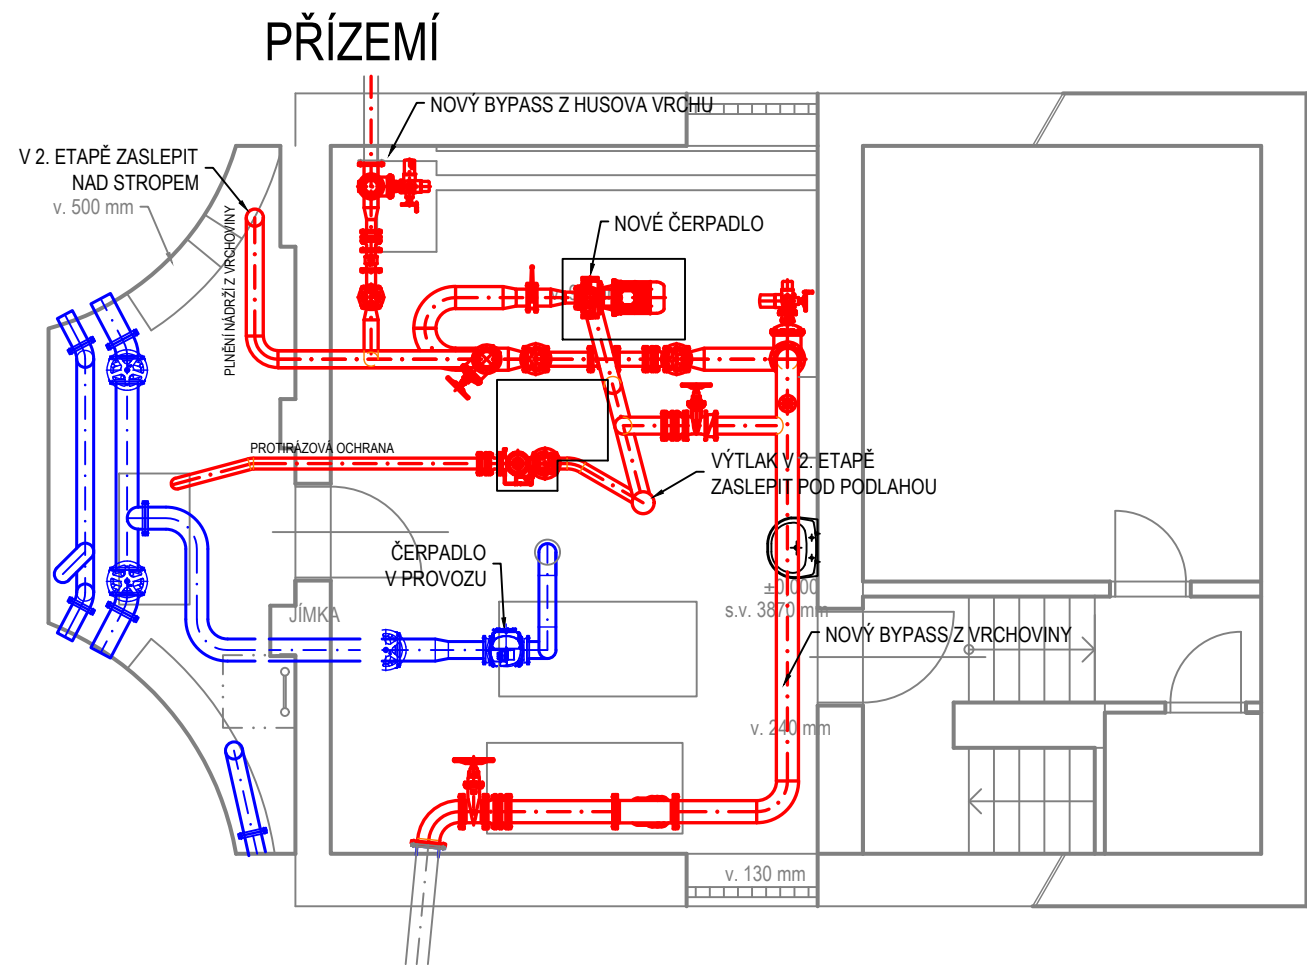 PŘÍZEMÍ
NOVÝ BYPASS Z HUSOVA VRCHU
V 2. ETAPĚ ZASLEPIT
NAD STROPEM
v. 500 mm
PLNĚNÍ NÁDRŽÍ Z VRCHOVINY
NOVÉ ČERPADLO
PROTIRÁZOVÁ OCHRANA
VÝTLAK V 2. ETAPĚ
ZASLEPIT POD PODLAHOU
ČERPADLO
V PROVOZU
±0,000
s.v. 3870 mm
JÍMKA
NOVÝ BYPASS Z VRCHOVINY
v. 240 mm
v. 130 mm